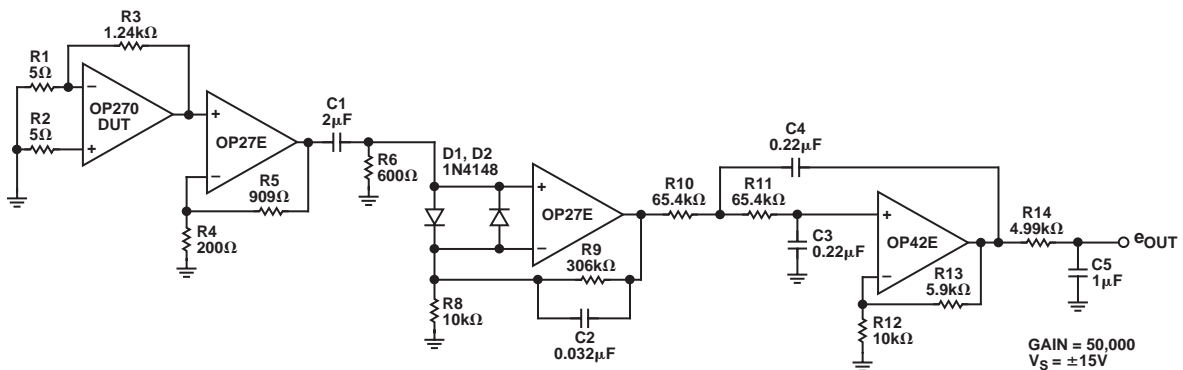 R3
1.24kΩ
R1
5Ω
−
OP270
DUT
+
R2
5Ω
+
OP27E
−
R5
909Ω
R4
200Ω
C1
2μF
R6
600Ω
D1, D2
1N4148
+
OP27E
−
R9
306kΩ
R8
10kΩ
C2
0.032μF
R10
65.4kΩ
R11
65.4kΩ
C4
0.22μF
C3
0.22μF
+
OP42E
−
R13
5.9kΩ
R12
10kΩ
R14
4.99kΩ
eOUT
C5
1μF
GAIN = 50,000
VS = ±15V